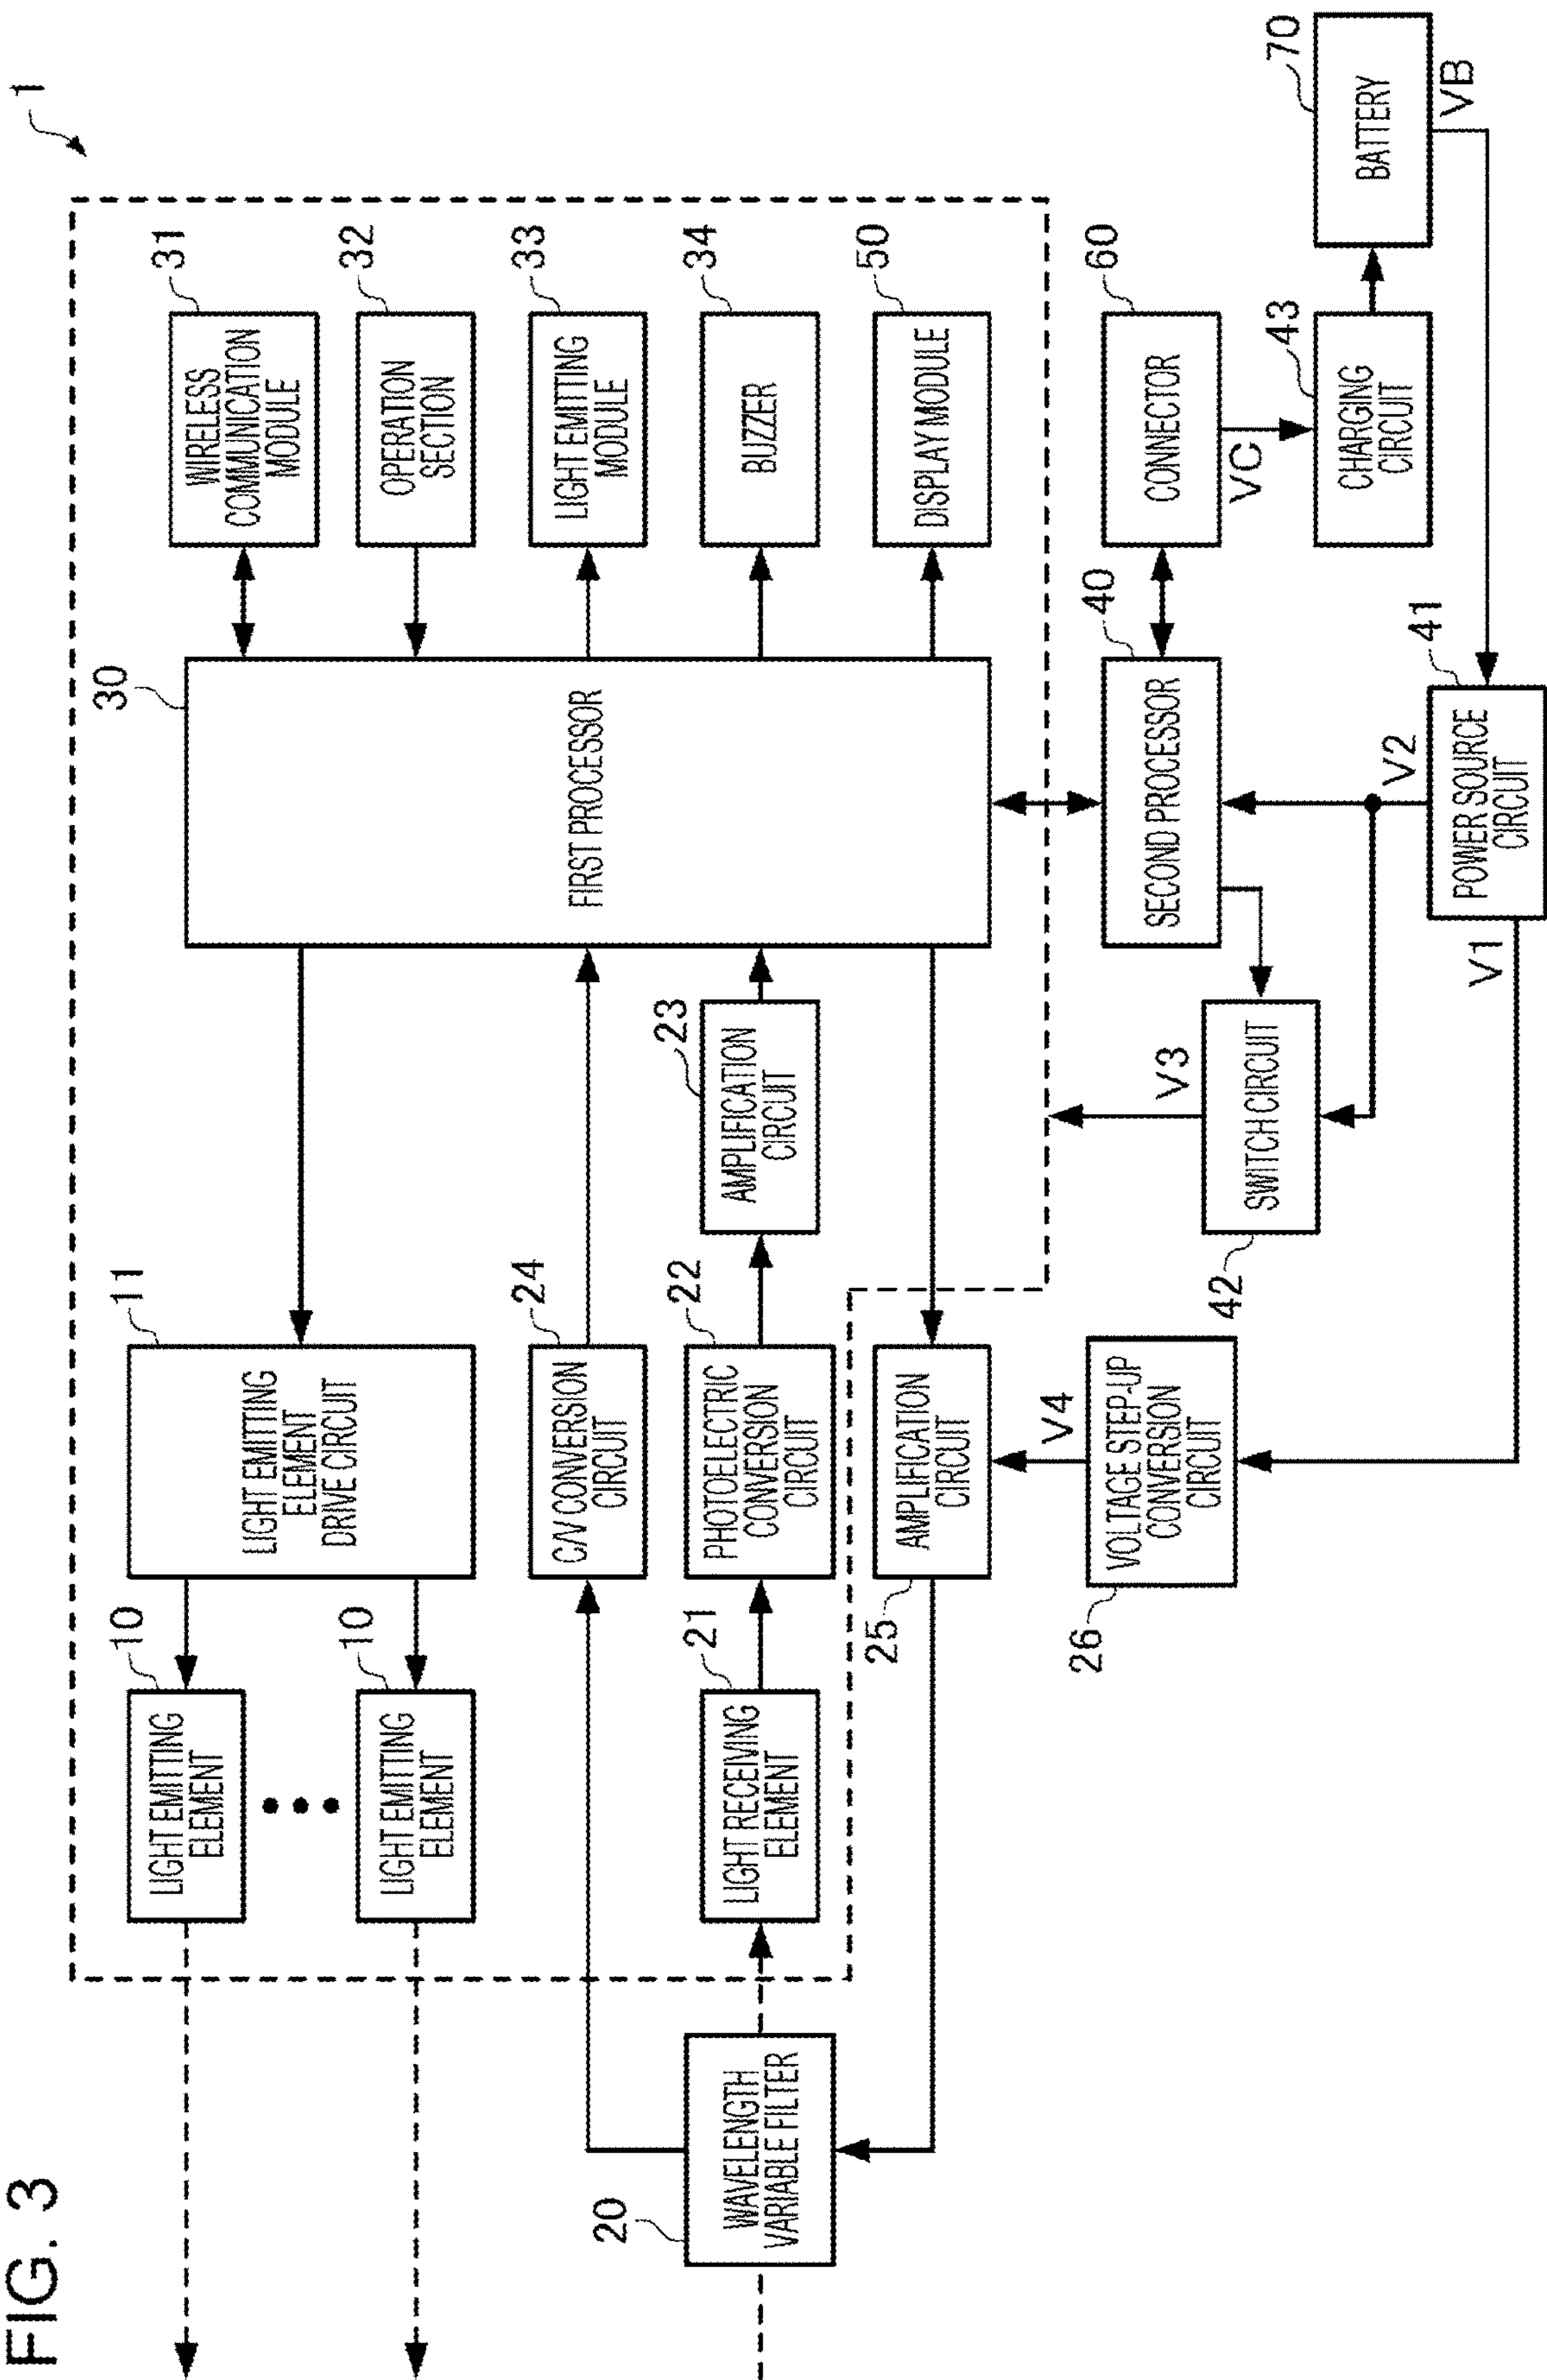 FIG. 3
1
10
LIGHT EMITTING
ELEMENT
10
LIGHT EMITTING
ELEMENT
11
LIGHT EMITTING
ELEMENT
DRIVE CIRCUIT
30
FIRST PROCESSOR
31
WIRELESS
COMMUNICATION
MODULE
32
OPERATION
SECTION
33
LIGHT EMITTING
MODULE
34
BUZZER
50
DISPLAY MODULE
20
WAVELENGTH
VARIABLE FILTER
24
C/V CONVERSION
CIRCUIT
21
LIGHT RECEIVING
ELEMENT
22
PHOTOELECTRIC
CONVERSION
CIRCUIT
23
AMPLIFICATION
CIRCUIT
25
AMPLIFICATION
CIRCUIT
V4
26
VOLTAGE STEP-UP
CONVERSION
CIRCUIT
V3
42
SWITCH CIRCUIT
40
SECOND PROCESSOR
60
CONNECTOR
VC
43
CHARGING
CIRCUIT
70
BATTERY
VB
V2
V1
41
POWER SOURCE
CIRCUIT